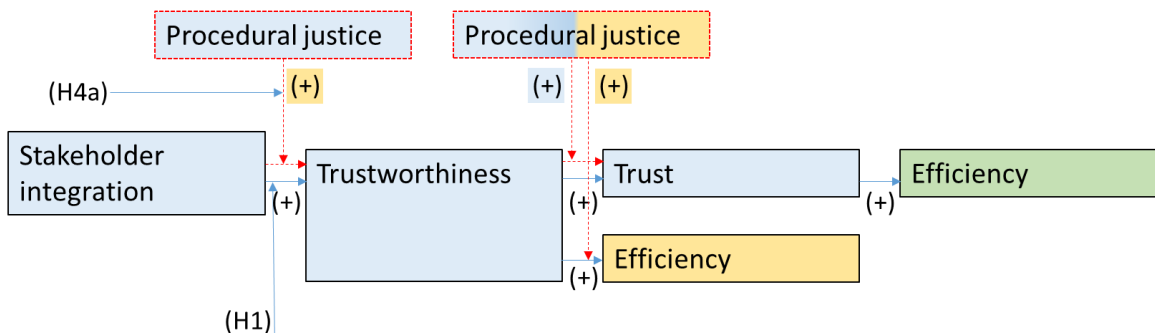 Procedural justice
Procedural justice
(H4a)
(+)
(+)
(+)
Stakeholder
integration
Trustworthiness
Trust
Efficiency
(+)
(+)
(+)
Efficiency
(+)
(H1)